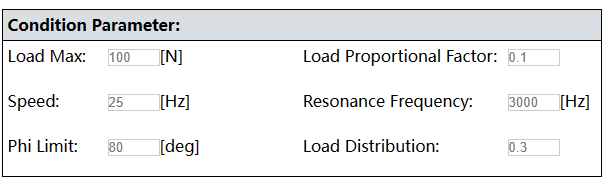 Condition Parameter:
Load Max: 100 [N] Load Proportional Factor: 0.1
Speed: 25 [Hz] Resonance Frequency: 3000 [Hz]
Phi Limit: 80 [deg] Load Distribution: 0.3